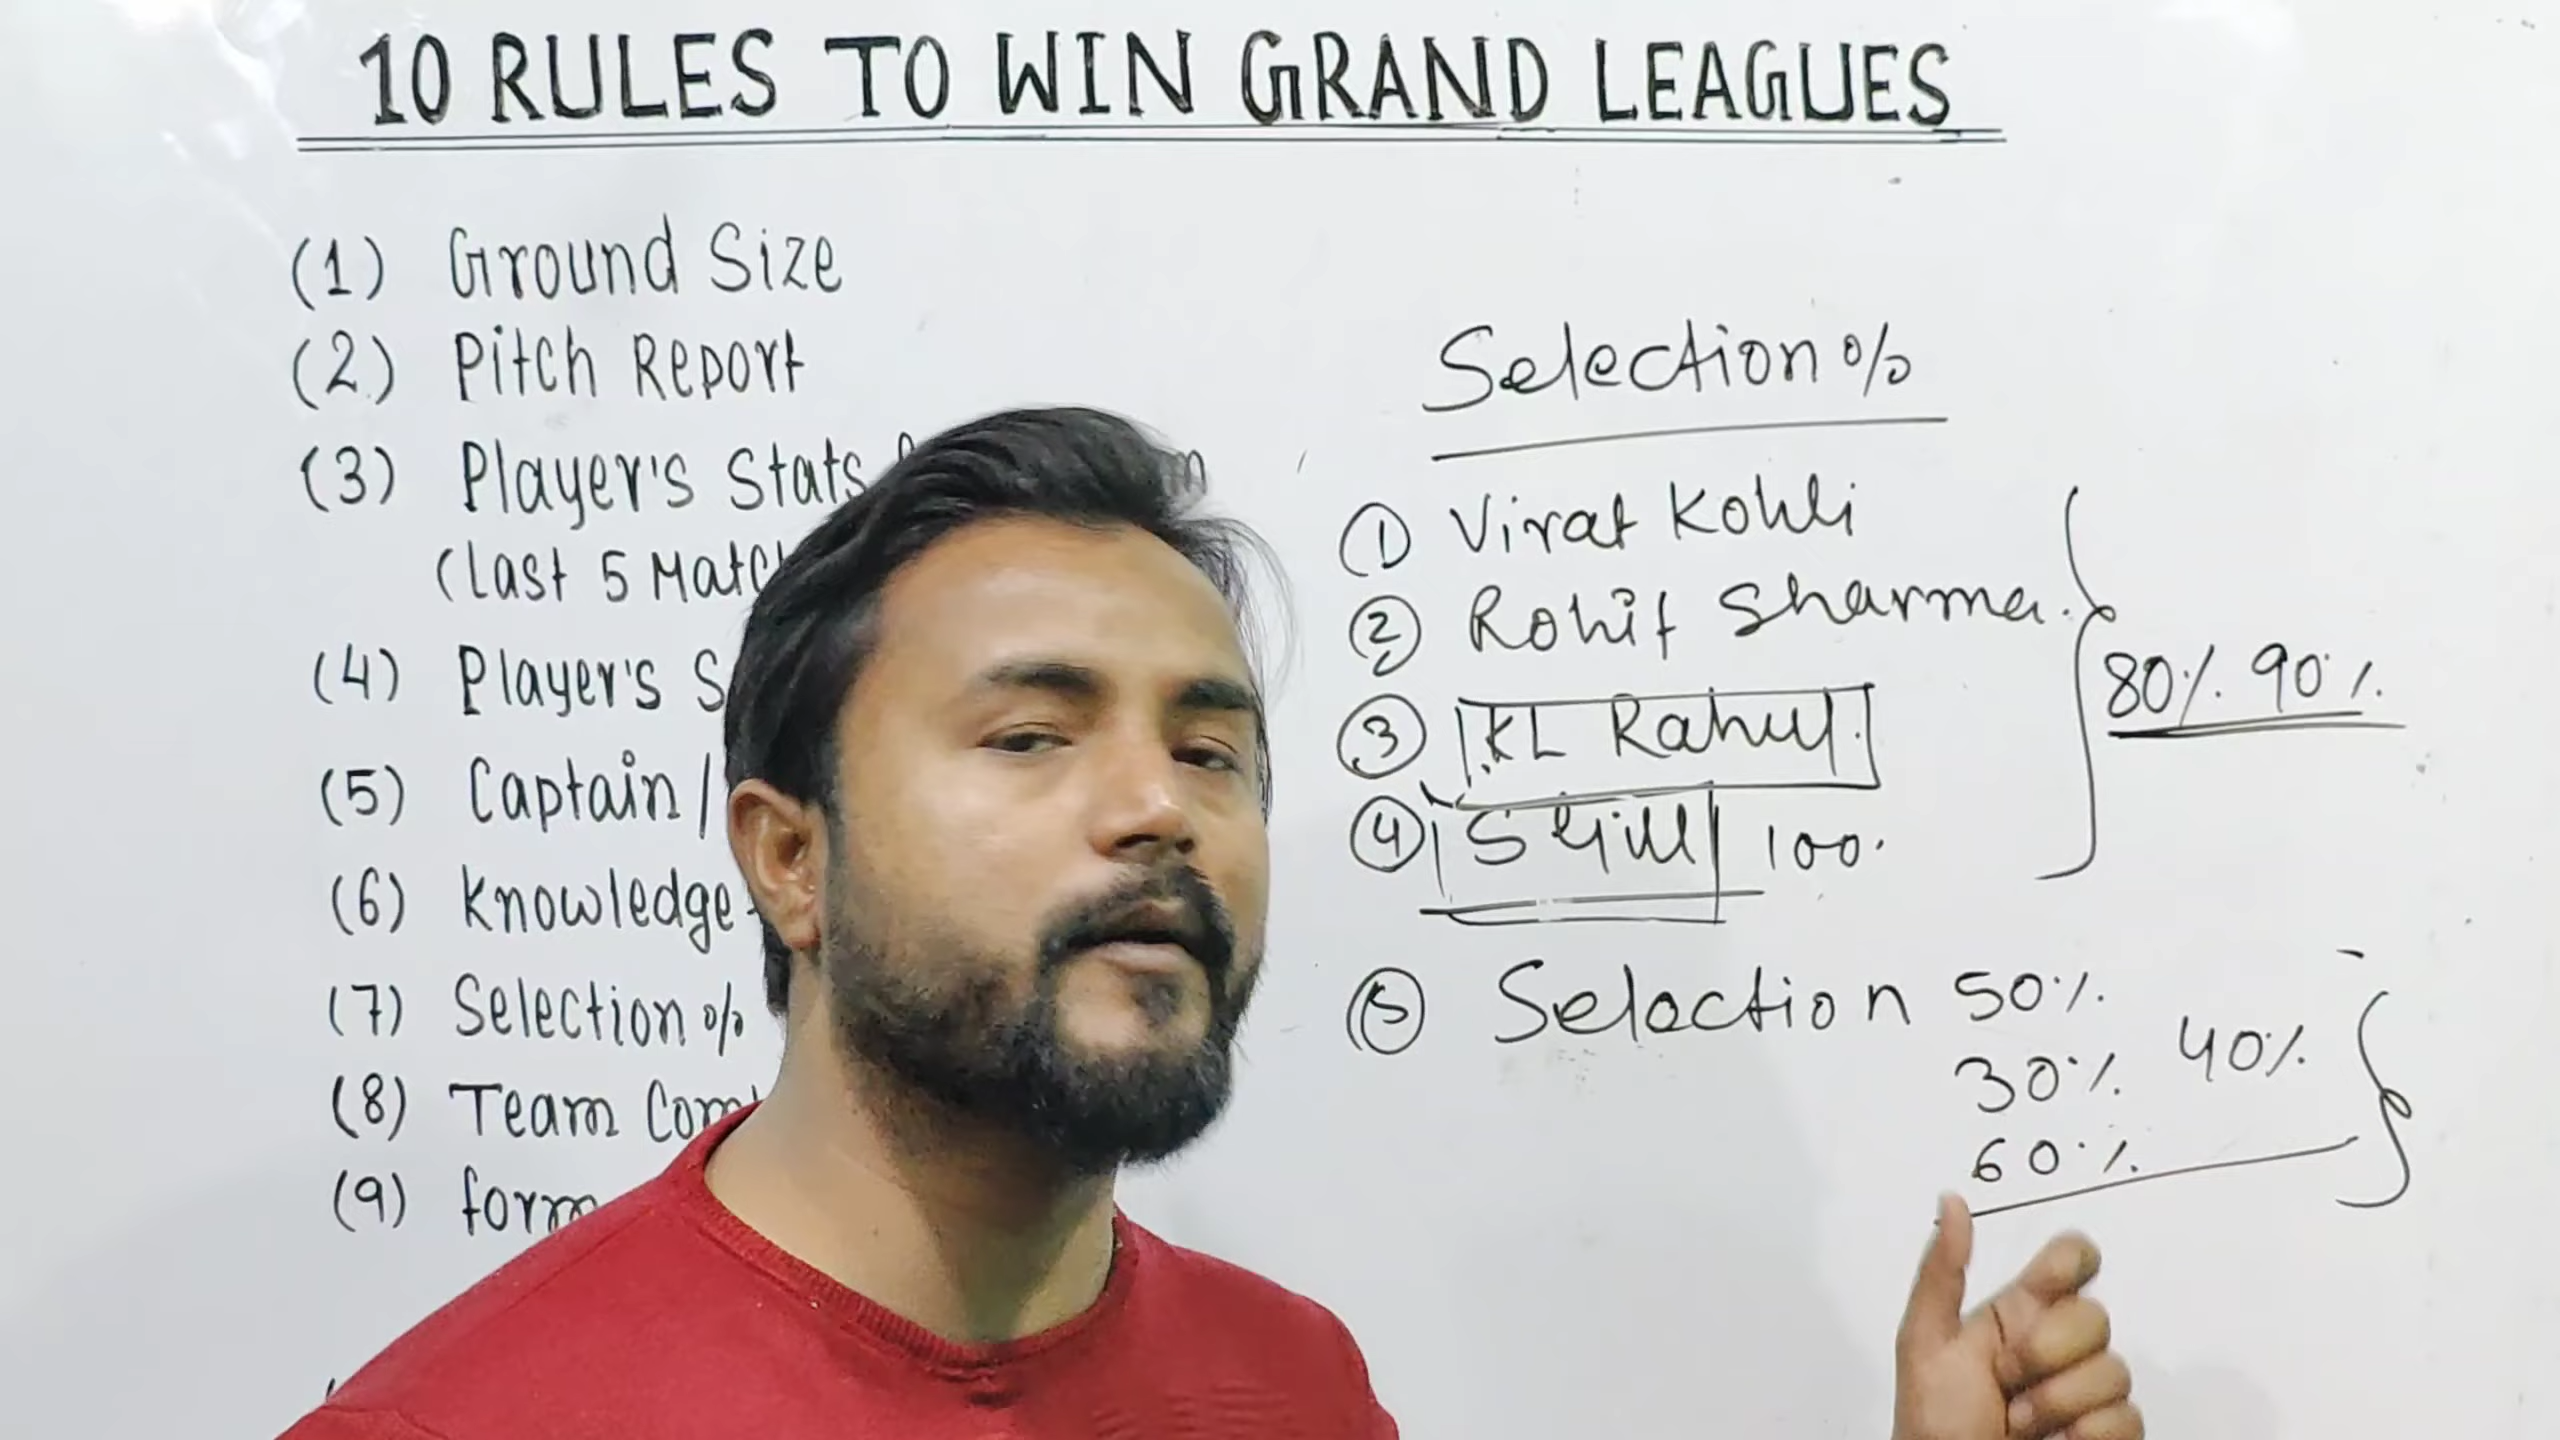 10 RULES TO WIN GRAND LEAGUES
(1) Ground Size
(2) Pitch Report
(3) Player's Stats
(Last 5
(4) Player's
(5) Captain /
(6) Knowledge
(7) Selection %
(8) Team
(9) form
Selection %
1 Virat Kohli
2 Rohit Sharma.
3 KL Rahul
4 S Gill 100.
80% 90%
5 Selection 50%
30% 40%
60%